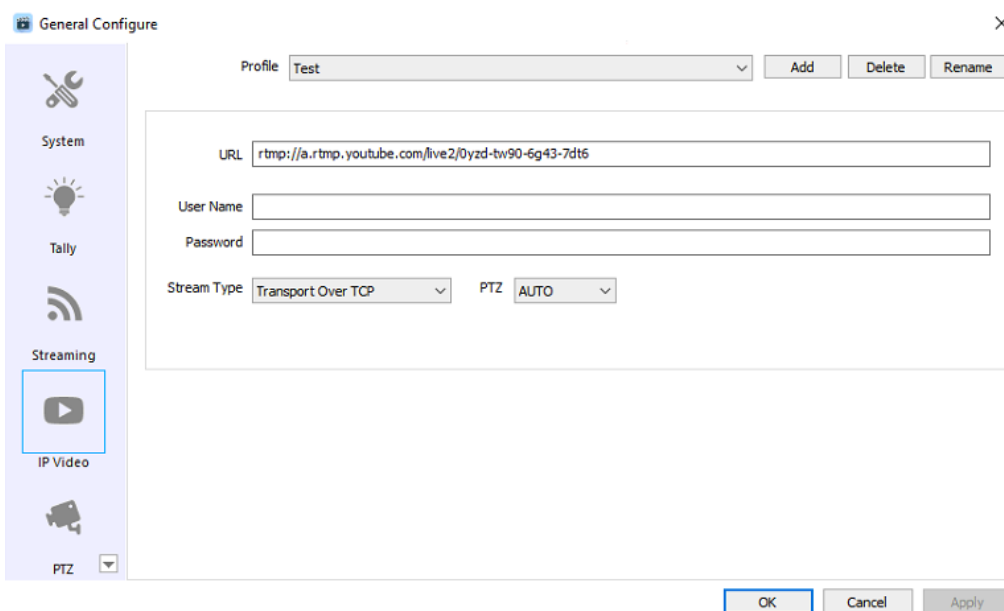 General Configure
System
Tally
Streaming
IP Video
PTZ
Profile Test Add Delete Rename
URL rtmp://a.rtmp.youtube.com/live2/0yzd-tw90-6g43-7dt6
User Name
Password
Stream Type Transport Over TCP PTZ AUTO
OK Cancel Apply